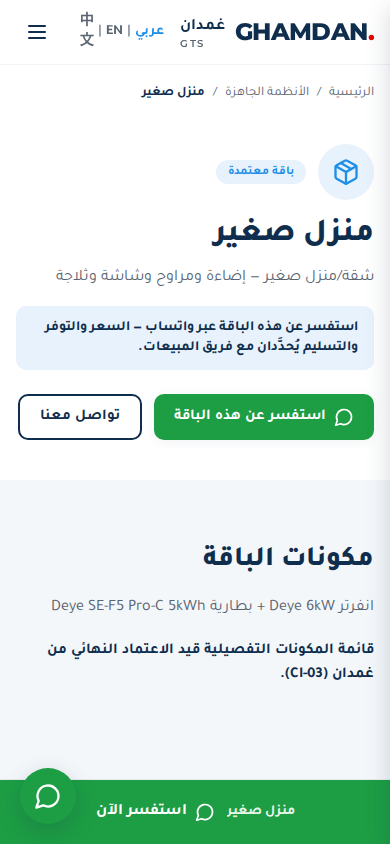 GHAMDAN.
غمدان
GTS
عربي | EN | 中文
الرئيسية / الأنظمة الجاهزة / منزل صغير
باقة معتمدة
منزل صغير
شقة/منزل صغير – إضاءة ومراوح وشاشة وثلاجة
استفسر عن هذه الباقة عبر واتساب – السعر والتوفر
والتسليم يُحدَّدان مع فريق المبيعات.
استفسر عن هذه الباقة
تواصل معنا
مكونات الباقة
انفرتر Deye 6kW + بطارية Deye SE-F5 Pro-C 5kWh
قائمة المكونات التفصيلية قيد الاعتماد النهائي من
غمدان (CI-03).
منزل صغير
استفسر الآن